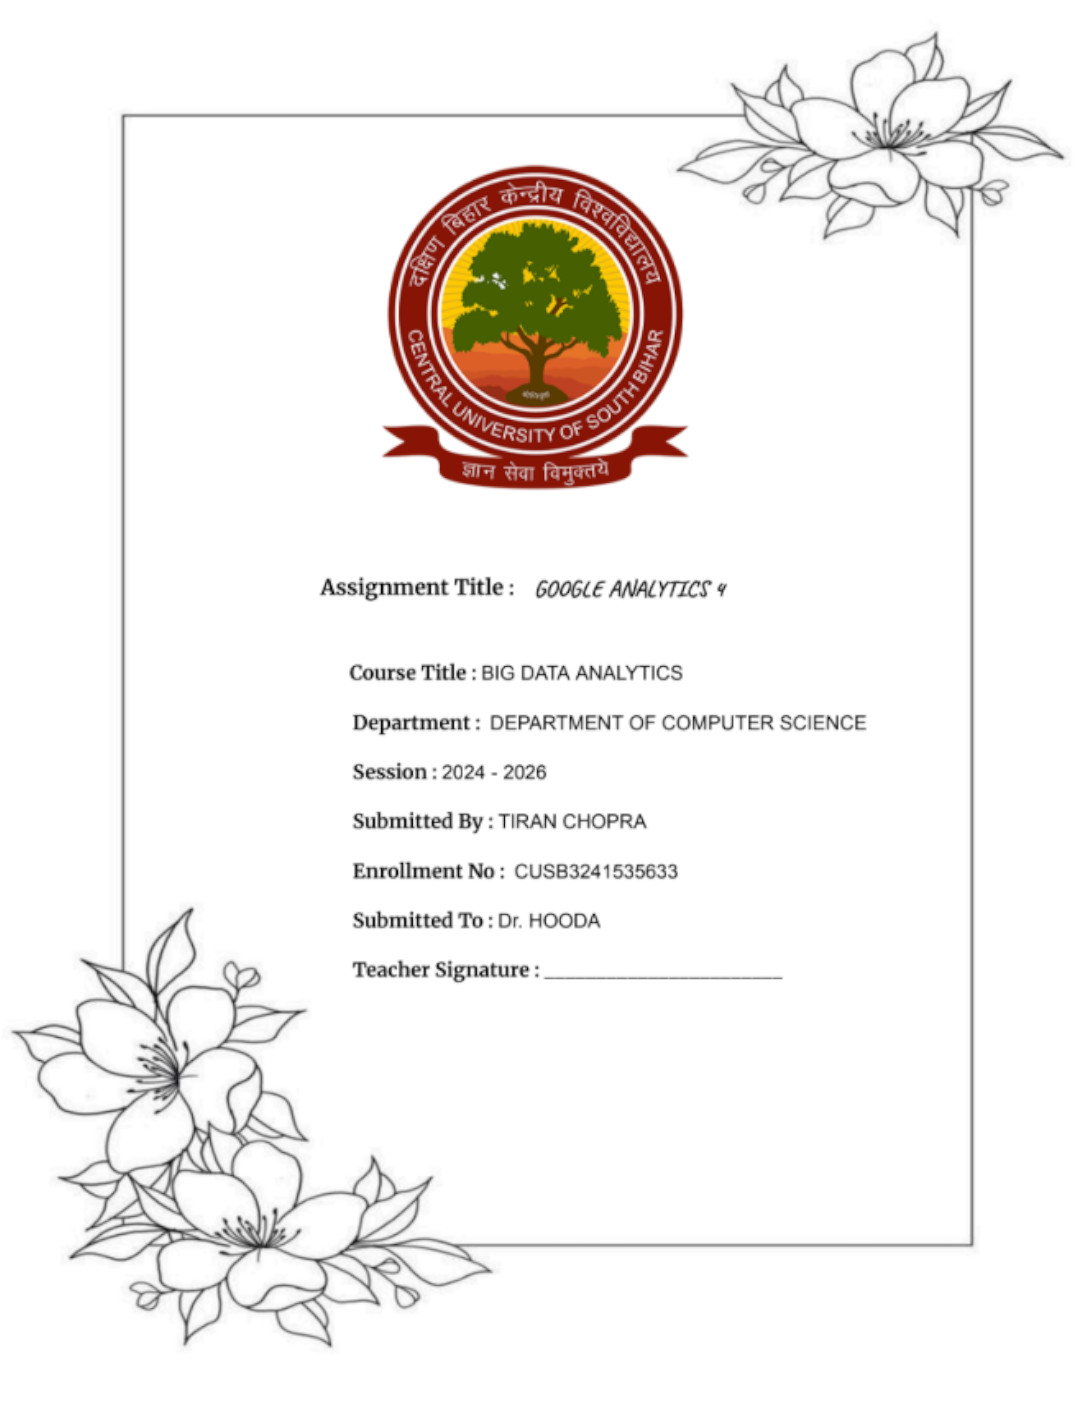 दक्षिण बिहार केन्द्रीय विश्वविद्यालय
CENTRAL UNIVERSITY OF SOUTH BIHAR
ज्ञान सेवा विमुक्तये
Assignment Title : GOOGLE ANALYTICS 4
Course Title : BIG DATA ANALYTICS
Department : DEPARTMENT OF COMPUTER SCIENCE
Session : 2024 - 2026
Submitted By : TIRAN CHOPRA
Enrollment No : CUSB3241535633
Submitted To : Dr. HOODA
Teacher Signature : _______________________